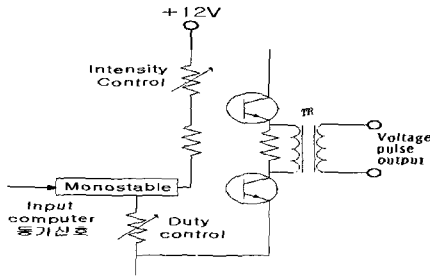 +12V
Intensity
Control
TR
Voltage
pulse
output
Monostable
Input
computer
동기신호
Duty
control